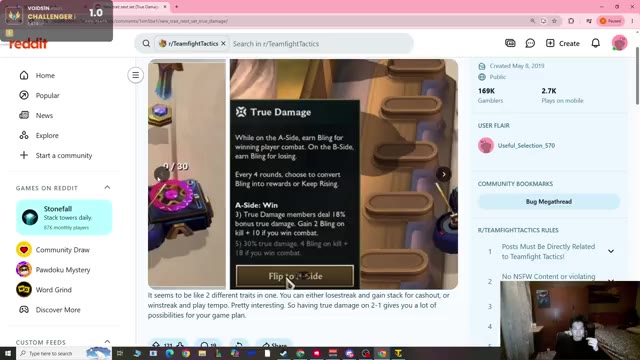 VOIDSIN
CHALLENGER
1.0
reddit
r/TeamfightTactics
Search in r/TeamfightTactics
Create
Home
Popular
News
Explore
Start a community
GAMES ON REDDIT
Stonefall
Stack towers daily.
87K monthly players
Community Draw
Pawdoku Mystery
Word Grind
Discover More
CUSTOM FEEDS
0 / 30
True Damage
While on the A-Side, earn Bling for
winning player combat. On the B-Side,
earn Bling for losing.
Every 4 rounds, choose to convert
Bling into rewards or Keep Rising.
A-Side: Win
3) True Damage members deal 18%
bonus true damage. Gain 2 Bling on
kill + 10 if you win combat.
5) 30% true damage, 4 Bling on kill +
18 if you win combat.
It seems to be like 2 different traits in one. You can either losestreak and gain stack for cashout, or
winstreak and play tempo. Pretty interesting. So having true damage on 2-1 gives you a lot of
possibilities for your game plan.
Share
Created May 8, 2019
Public
169K
2.7K
Gamblers
Plays on mobile
USER FLAIR
Useful_Selection_570
COMMUNITY BOOKMARKS
Bug Megathread
R/TEAMFIGHTTACTICS RULES
1
Posts Must be Directly Related
to Teamfight Tactics!
2
No NSFW Content or violating
3
4
Type here to search